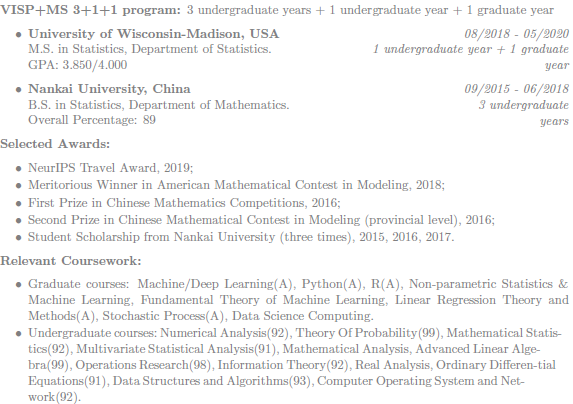 VISP+MS 3+1+1 program: 3 undergraduate years + 1 undergraduate year + 1 graduate year
• University of Wisconsin-Madison, USA 08/2018 - 05/2020
M.S. in Statistics, Department of Statistics. 1 undergraduate year + 1 graduate
GPA: 3.850/4.000 year
• Nankai University, China 09/2015 - 06/2018
B.S. in Statistics, Department of Mathematics. 3 undergraduate
Overall Percentage: 89 years
Selected Awards:
• NeurIPS Travel Award, 2019;
• Meritorious Winner in American Mathematical Contest in Modeling, 2018;
• First Prize in Chinese Mathematics Competitions, 2016;
• Second Prize in Chinese Mathematical Contest in Modeling (provincial level), 2016;
• Student Scholarship from Nankai University (three times), 2015, 2016, 2017.
Relevant Coursework:
• Graduate courses: Machine/Deep Learning(A), Python(A), R(A), Non-parametric Statistics &
Machine Learning, Fundamental Theory of Machine Learning, Linear Regression Theory and
Methods(A), Stochastic Process(A), Data Science Computing.
• Undergraduate courses: Numerical Analysis(92), Theory Of Probability(99), Mathematical Statis-
tics(92), Multivariate Statistical Analysis(91), Mathematical Analysis, Advanced Linear Alge-
bra(99), Operations Research(98), Information Theory(92), Real Analysis, Ordinary Differen-tial
Equations(91), Data Structures and Algorithms(93), Computer Operating System and Net-
work(92).